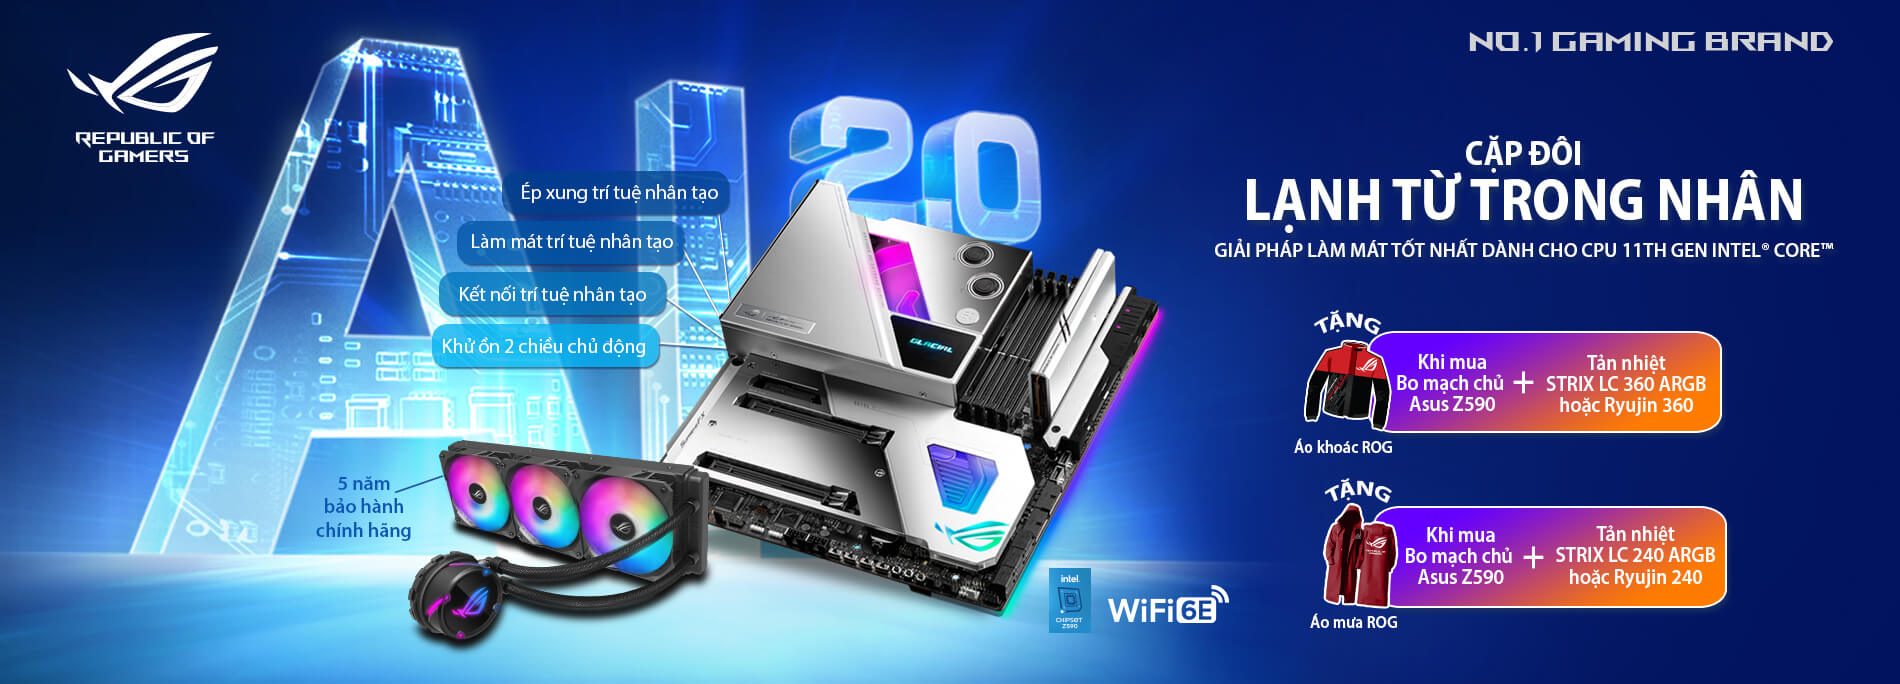 REPUBLIC OF
GAMERS
NO.1 GAMING BRAND
AI 2.0
Ép xung trí tuệ nhân tạo
Làm mát trí tuệ nhân tạo
Kết nối trí tuệ nhân tạo
Khử ồn 2 chiều chủ dộng
GLACIAL
5 năm
bảo hành
chính hãng
CẶP ĐÔI
LẠNH TỪ TRONG NHÂN
GIẢI PHÁP LÀM MÁT TỐT NHẤT DÀNH CHO CPU 11TH GEN INTEL® CORE™
TẶNG
Khi mua
Bo mạch chủ
Asus Z590
+
Tản nhiệt
STRIX LC 360 ARGB
hoặc Ryujin 360
Áo khoác ROG
TẶNG
Khi mua
Bo mạch chủ
Asus Z590
+
Tản nhiệt
STRIX LC 240 ARGB
hoặc Ryujin 240
Áo mưa ROG
intel.
CHIPSET
Z590
WiFi 6E